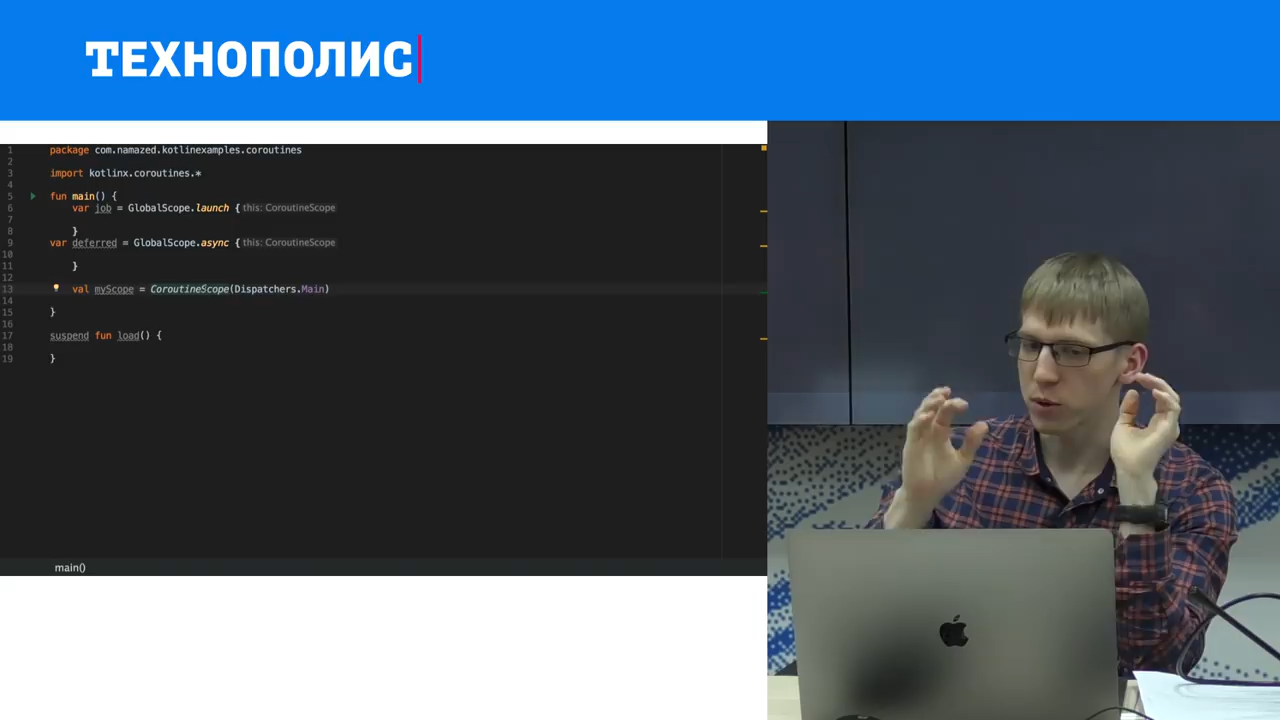 ТЕХНОПОЛИС
1 package com.namazed.kotlinexamples.coroutines
2
3 import kotlinx.coroutines.*
4
5 fun main() {
6 var job = GlobalScope.launch { this: CoroutineScope
7
8 }
9 var deferred = GlobalScope.async { this: CoroutineScope
10
11 }
12
13 val myScope = CoroutineScope(Dispatchers.Main)
14
15 }
16
17 suspend fun load() {
18
19 }
main()